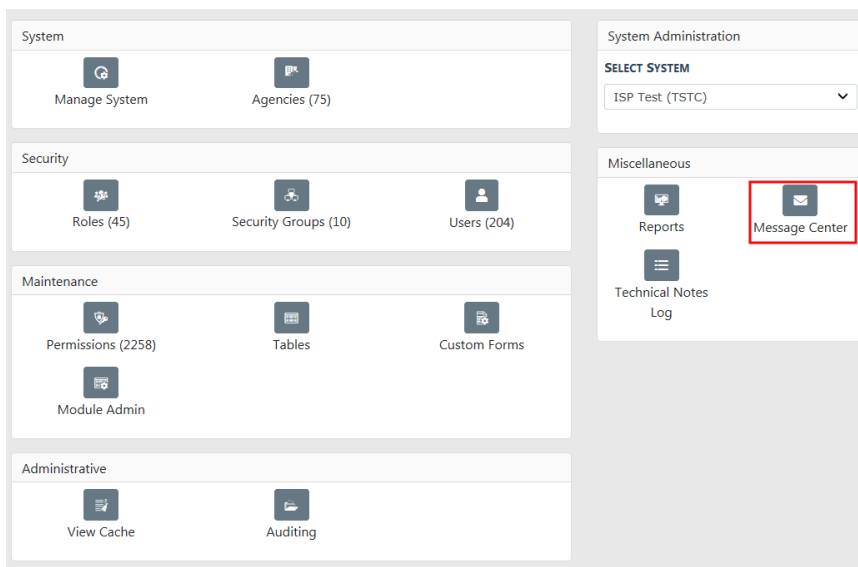 System
Manage System
Agencies (75)
Security
Roles (45)
Security Groups (10)
Users (204)
Maintenance
Permissions (2258)
Tables
Custom Forms
Module Admin
Administrative
View Cache
Auditing
System Administration
SELECT SYSTEM
ISP Test (TSTC)
Miscellaneous
Reports
Message Center
Technical Notes
Log